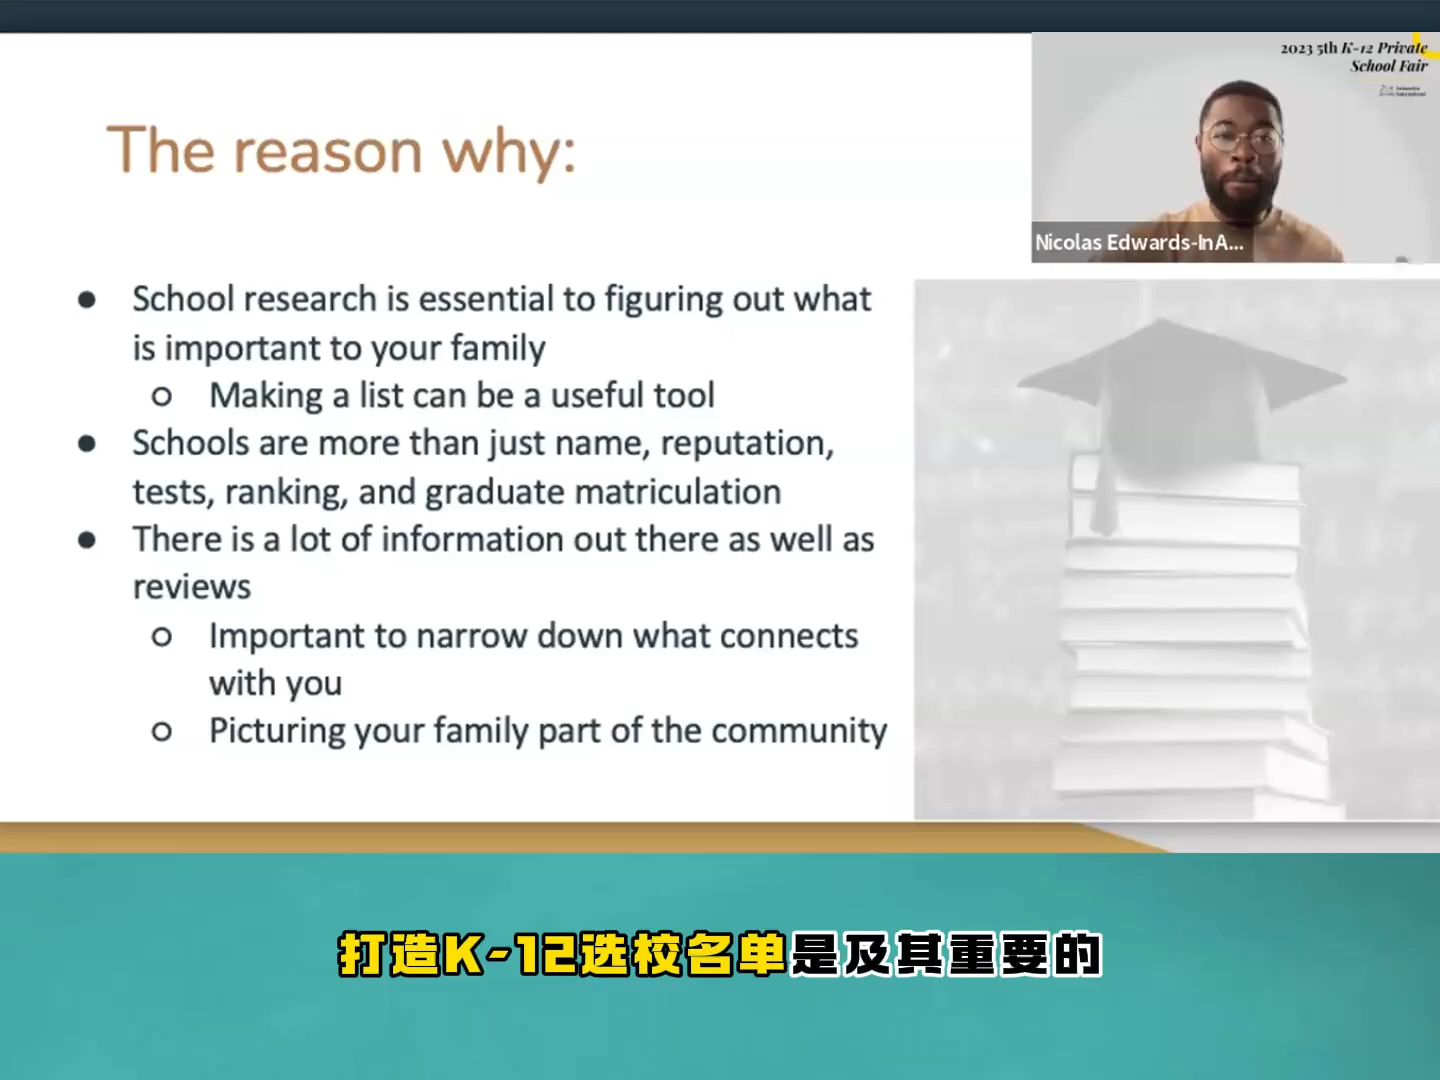 2023 5th K-12 Private
School Fair
The reason why:
Nicolas Edwards-In A...
● School research is essential to figuring out what
is important to your family
○ Making a list can be a useful tool
● Schools are more than just name, reputation,
tests, ranking, and graduate matriculation
● There is a lot of information out there as well as
reviews
○ Important to narrow down what connects
with you
○ Picturing your family part of the community
打造K-12选校名单是及其重要的